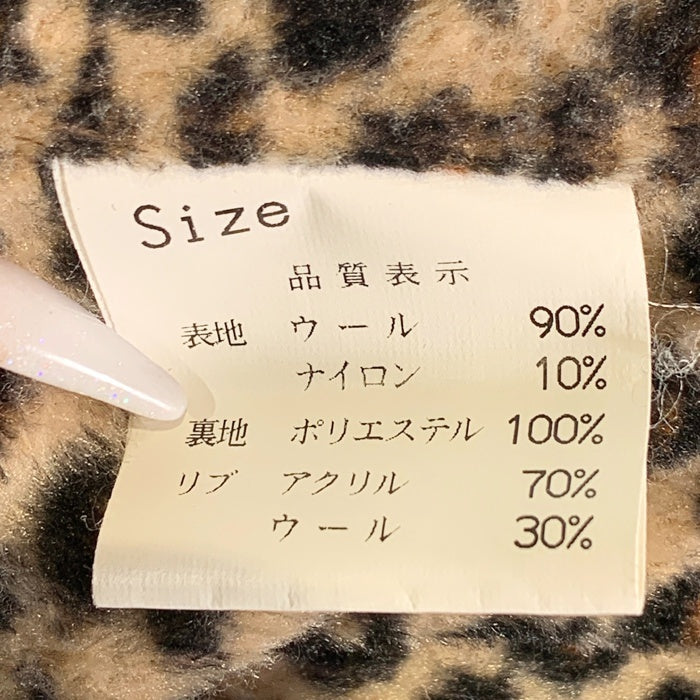 Size
品質表示
表地 ウール 90%
ナイロン 10%
裏地 ポリエステル 100%
リブ アクリル 70%
ウール 30%